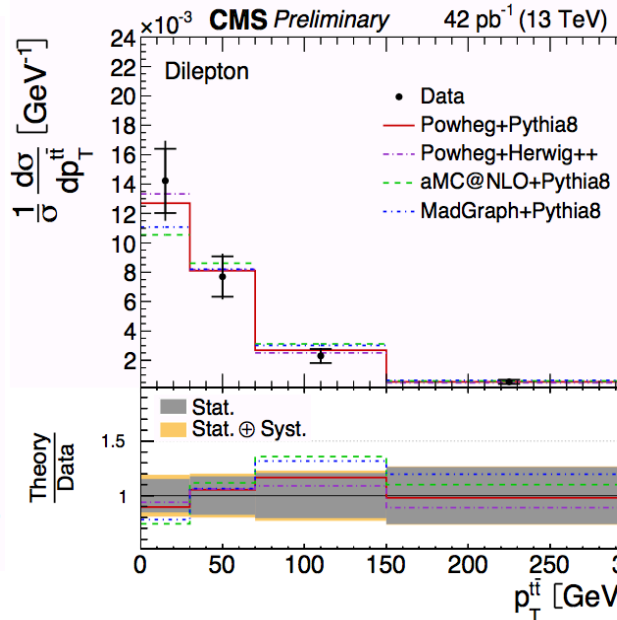 ×10⁻³ CMS Preliminary 42 pb⁻¹ (13 TeV)
24
22
20
18
16
14
12
10
8
6
4
2
1/σ dσ/dp_T^{tt̄} [GeV⁻¹]
Dilepton
Data
Powheg+Pythia8
Powheg+Herwig++
aMC@NLO+Pythia8
MadGraph+Pythia8
Theory/Data
1.5
1
Stat.
Stat. ⊕ Syst.
0 50 100 150 200 250
p_T^{tt̄} [GeV